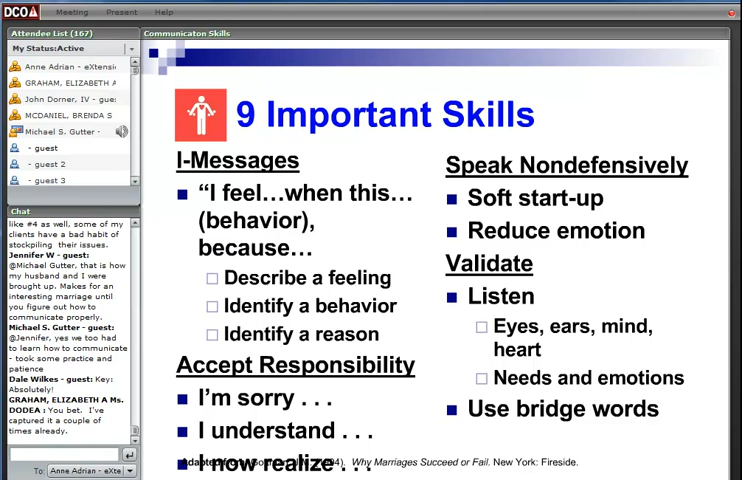 DCO
Meeting Present Help
Attendee List (167)
My Status:Active
Anne Adrian - eXtension
GRAHAM, ELIZABETH A
John Dorner, IV - gue
MCDANIEL, BRENDA S
Michael S. Gutter -
- guest
- guest 2
- guest 3
Chat
like #4 as well, some of my
clients have a bad habit of
stockpiling their issues.
Jennifer W - guest:
@Michael Gutter, that is how
my husband and I were
brought up. Makes for an
interesting marriage until
you figure out how to
communicate properly.
Michael S. Gutter - guest:
@Jennifer, yes we too had
to learn how to communicate
- took some practice and
patience
Dale Wilkes - guest: Key:
Absolutely!
GRAHAM, ELIZABETH A Ms.
DODEA : You bet. I've
captured it a couple of
times already.
To: Anne Adrian - eXte
Communicaton Skills
9 Important Skills
I-Messages
“I feel…when this…
(behavior),
because…
Describe a feeling
Identify a behavior
Identify a reason
Accept Responsibility
I’m sorry . . .
I understand . . .
I now realize . . .
Speak Nondefensively
Soft start-up
Reduce emotion
Validate
Listen
Eyes, ears, mind,
heart
Needs and emotions
Use bridge words
Adapted from: Why Marriages Succeed or Fail. New York: Fireside.